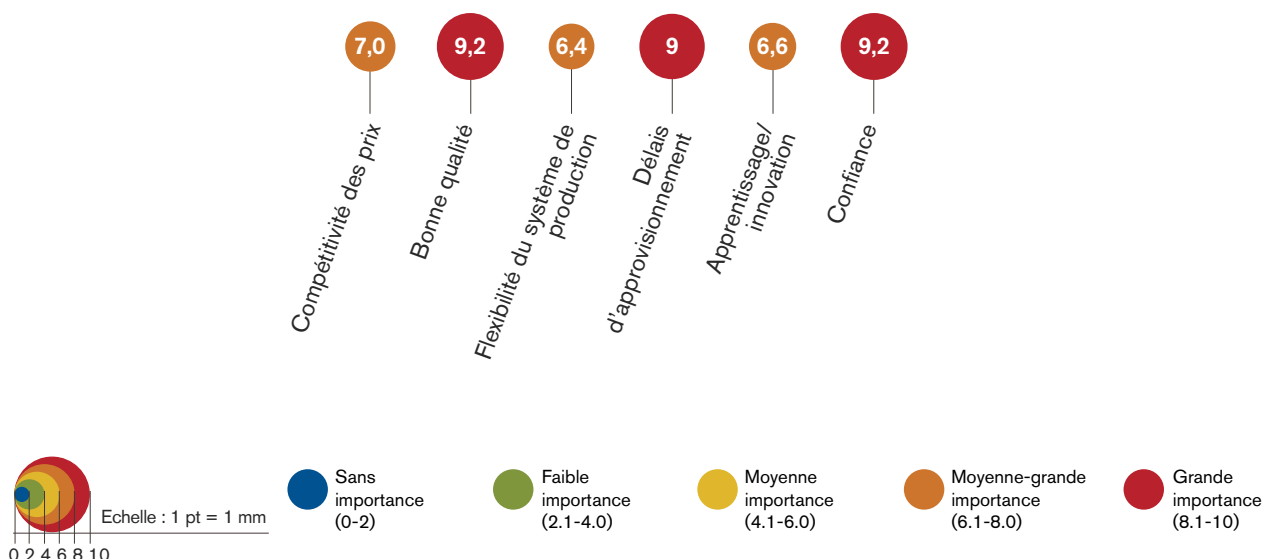 7,0
9,2
6,4
9
6,6
9,2
Compétitivité des prix
Bonne qualité
Flexibilité du système de
production
Délais
d’approvisionnement
Apprentissage/
innovation
Confiance
Echelle : 1 pt = 1 mm
0 2 4 6 8 10
Sans
importance
(0-2)
Faible
importance
(2.1-4.0)
Moyenne
importance
(4.1-6.0)
Moyenne-grande
importance
(6.1-8.0)
Grande
importance
(8.1-10)